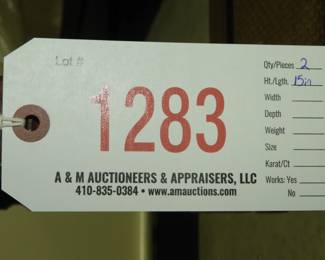 Lot #
1283
A & M AUCTIONEERS & APPRAISERS, LLC
410-835-0384 • www.amauctions.com
Qty/Pieces 2
Ht./Lgth. 15in
Width
Depth
Weight
Size
Karat/Ct
Works: Yes
No